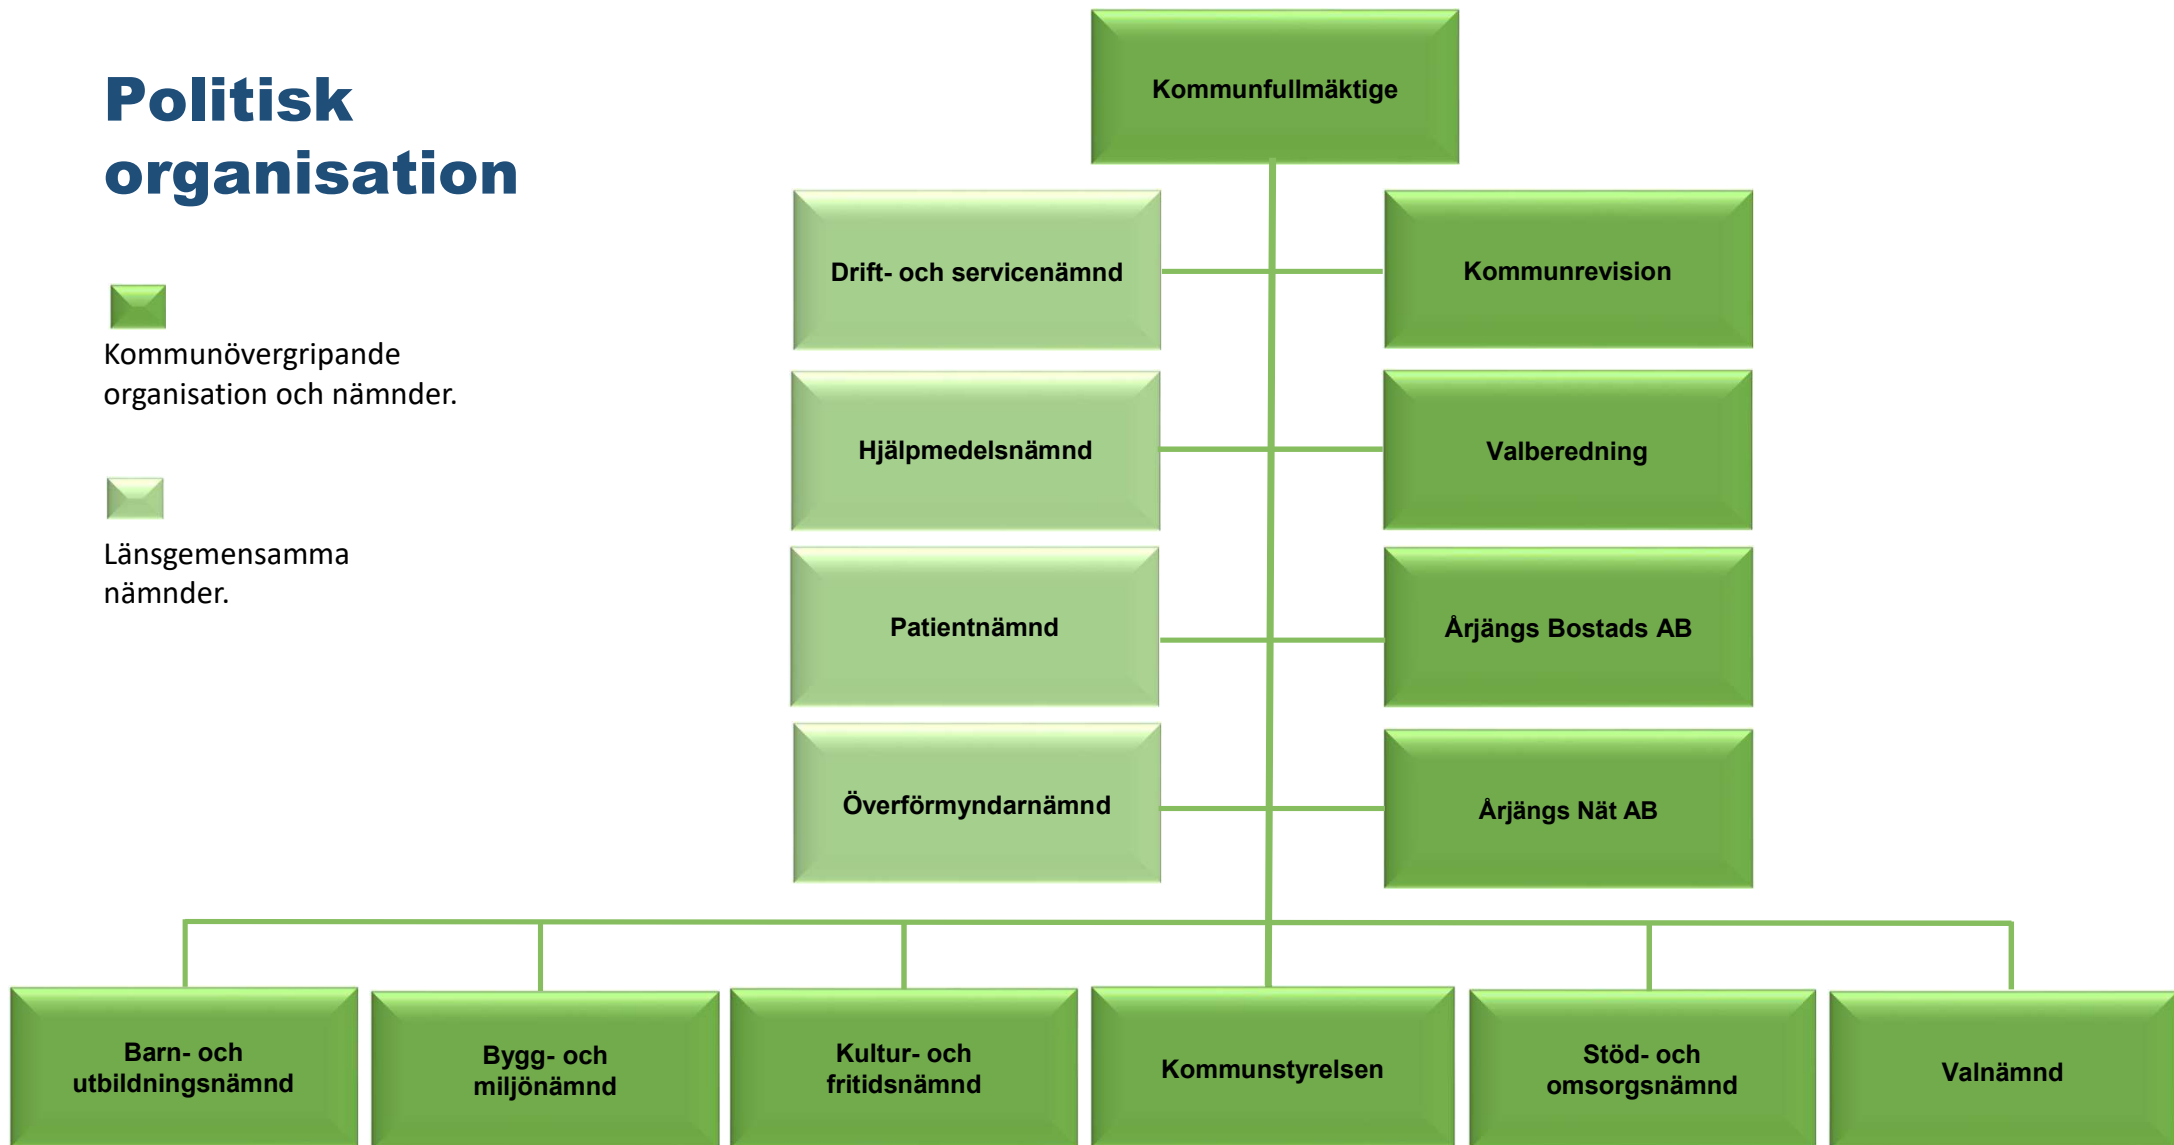 Politisk
organisation
Kommunövergripande
organisation och nämnder.
Länsgemensamma
nämnder.
Kommunfullmäktige
Drift- och servicenämnd
Kommunrevision
Hjälpmedelsnämnd
Valberedning
Patientnämnd
Årjängs Bostads AB
Överförmyndarnämnd
Årjängs Nät AB
Barn- och
utbildningsnämnd
Bygg- och
miljönämnd
Kultur- och
fritidsnämnd
Kommunstyrelsen
Stöd- och
omsorgsnämnd
Valnämnd